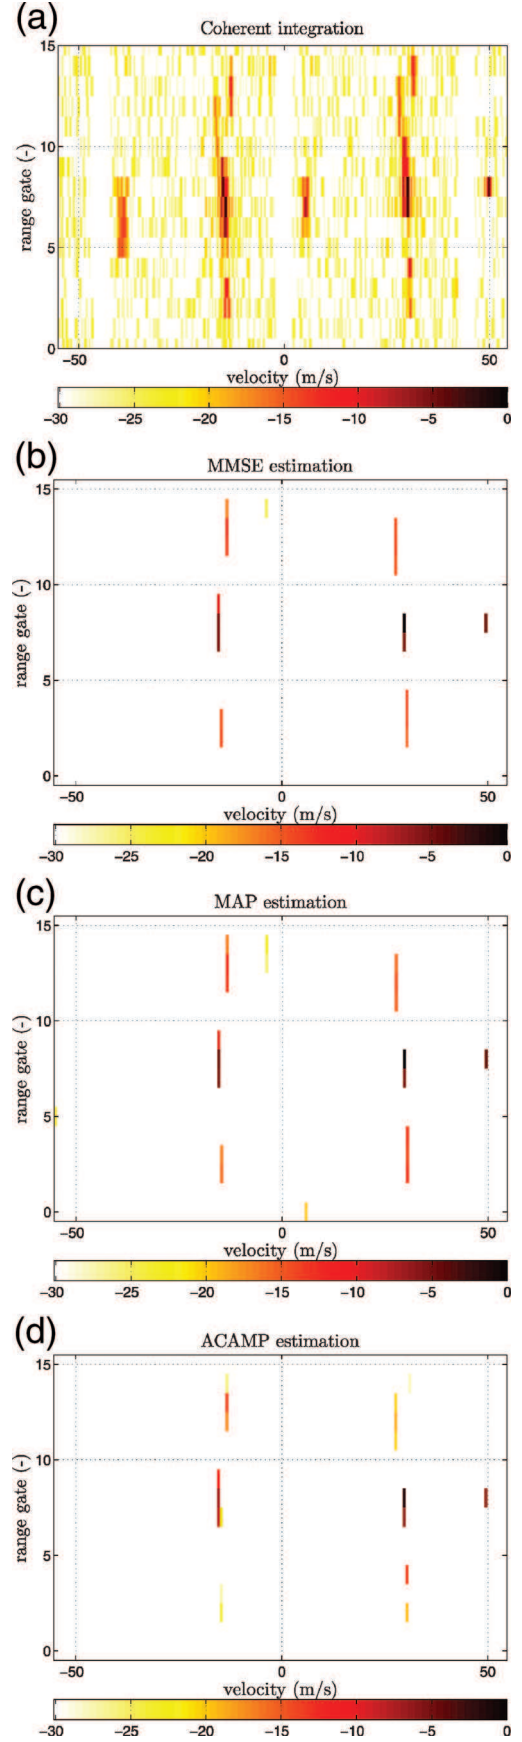 (a)
Coherent integration
15
10
5
0
range gate (-)
−50 0 50
velocity (m/s)
−30 −25 −20 −15 −10 −5 0
(b)
MMSE estimation
15
10
5
0
range gate (-)
−50 0 50
velocity (m/s)
−30 −25 −20 −15 −10 −5 0
(c)
MAP estimation
15
10
5
0
range gate (-)
−50 0 50
velocity (m/s)
−30 −25 −20 −15 −10 −5 0
(d)
ACAMP estimation
15
10
5
0
range gate (-)
−50 0 50
velocity (m/s)
−30 −25 −20 −15 −10 −5 0